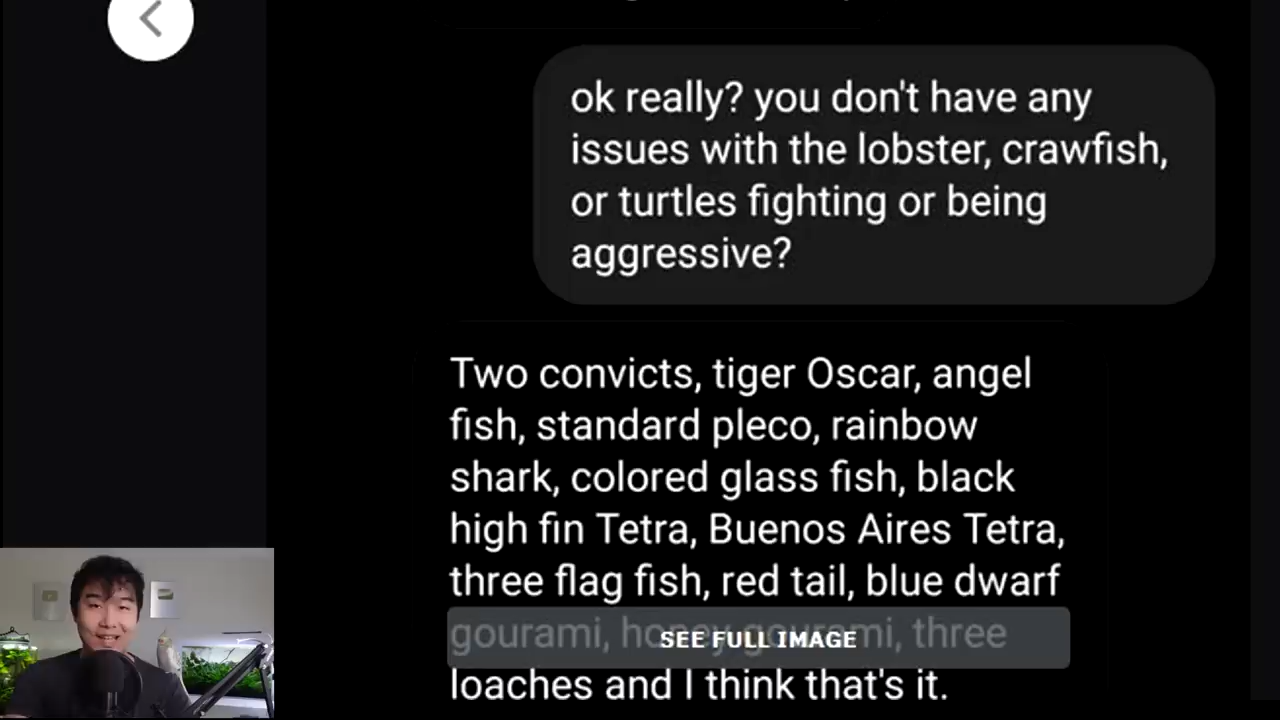 ok really? you don't have any
issues with the lobster, crawfish,
or turtles fighting or being
aggressive?
Two convicts, tiger Oscar, angel
fish, standard pleco, rainbow
shark, colored glass fish, black
high fin Tetra, Buenos Aires Tetra,
three flag fish, red tail, blue dwarf
gourami, honey gourami, three
SEE FULL IMAGE
loaches and I think that's it.